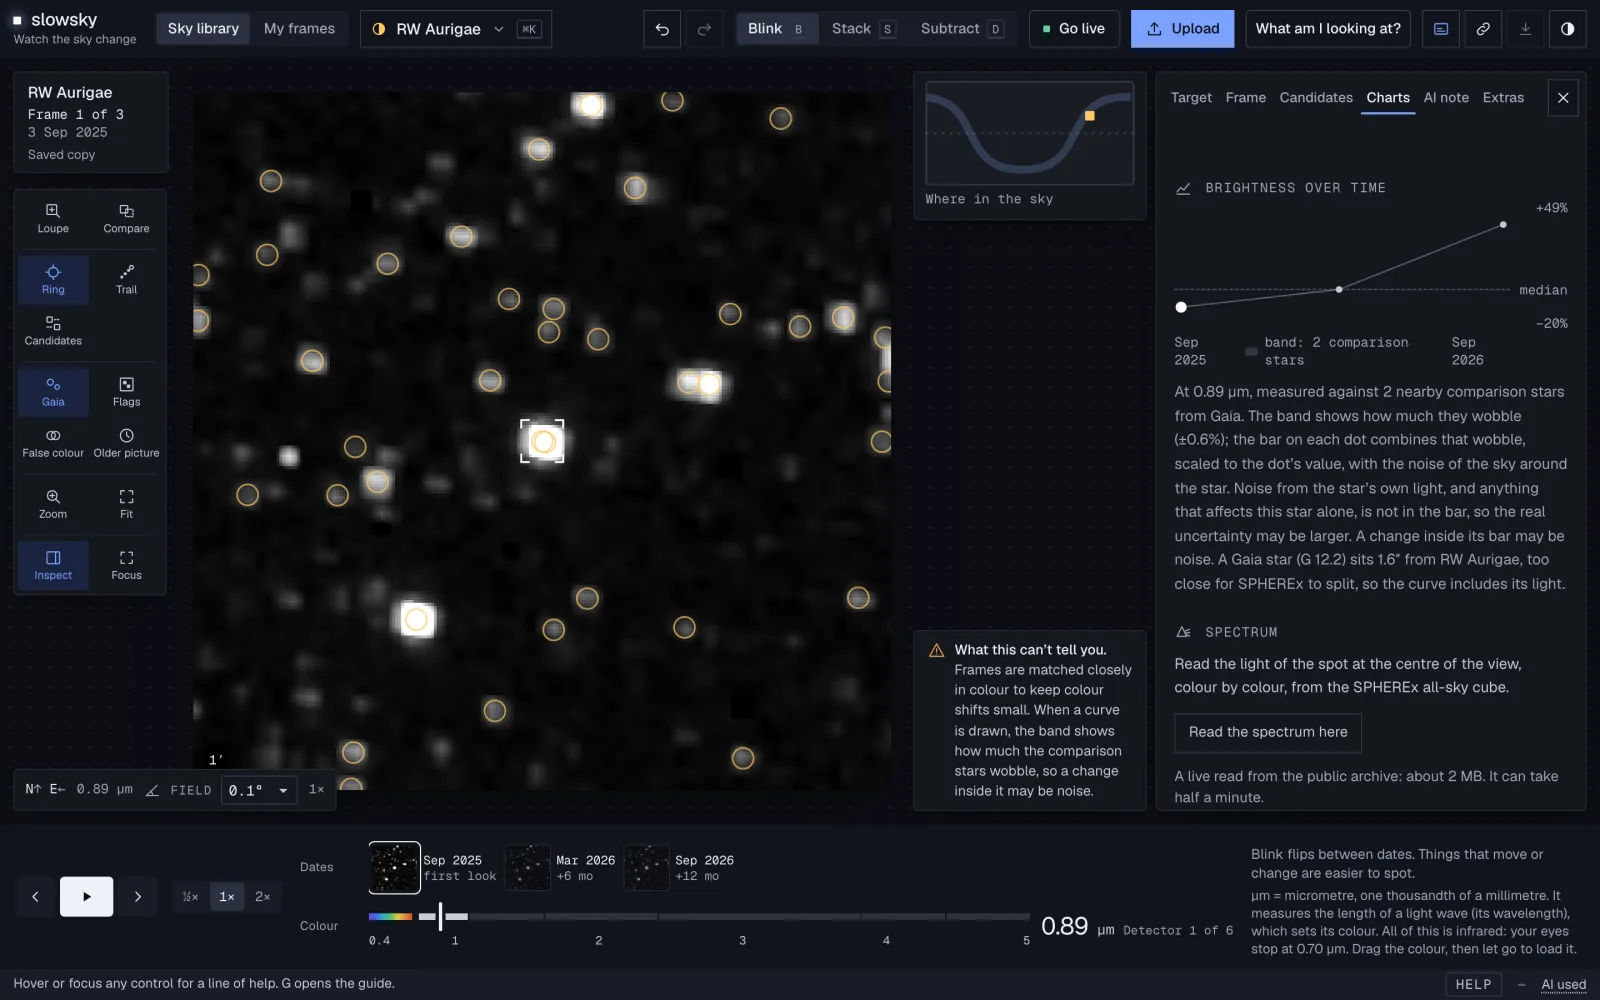 slowsky
Watch the sky change
Sky library
My frames
RW Aurigae
⌘K
Blink B
Stack S
Subtract D
Go live
Upload
What am I looking at?
RW Aurigae
Frame 1 of 3
3 Sep 2025
Saved copy
Loupe
Compare
Ring
Trail
Candidates
Gaia
Flags
False colour
Older picture
Zoom
Fit
Inspect
Focus
1′
N↑ E← 0.89 µm
FIELD
0.1°
1×
Where in the sky
What this can’t tell you.
Frames are matched closely
in colour to keep colour
shifts small. When a curve
is drawn, the band shows
how much the comparison
stars wobble, so a change
inside it may be noise.
Target
Frame
Candidates
Charts
AI note
Extras
BRIGHTNESS OVER TIME
+49%
median
−20%
Sep
2025
band: 2 comparison
stars
Sep
2026
At 0.89 µm, measured against 2 nearby comparison stars
from Gaia. The band shows how much they wobble
(±0.6%); the bar on each dot combines that wobble,
scaled to the dot’s value, with the noise of the sky around
the star. Noise from the star’s own light, and anything
that affects this star alone, is not in the bar, so the real
uncertainty may be larger. A change inside its bar may be
noise. A Gaia star (G 12.2) sits 1.6″ from RW Aurigae, too
close for SPHEREx to split, so the curve includes its light.
SPECTRUM
Read the light of the spot at the centre of the view,
colour by colour, from the SPHEREx all-sky cube.
Read the spectrum here
A live read from the public archive: about 2 MB. It can take
half a minute.
½×
1×
2×
Dates
Sep 2025
first look
Mar 2026
+6 mo
Sep 2026
+12 mo
Colour
0.4
1
2
3
4
5
0.89 µm Detector 1 of 6
Blink flips between dates. Things that move or
change are easier to spot.
µm = micrometre, one thousandth of a millimetre. It
measures the length of a light wave (its wavelength),
which sets its colour. All of this is infrared: your eyes
stop at 0.70 µm. Drag the colour, then let go to load it.
Hover or focus any control for a line of help. G opens the guide.
HELP
–
AI used